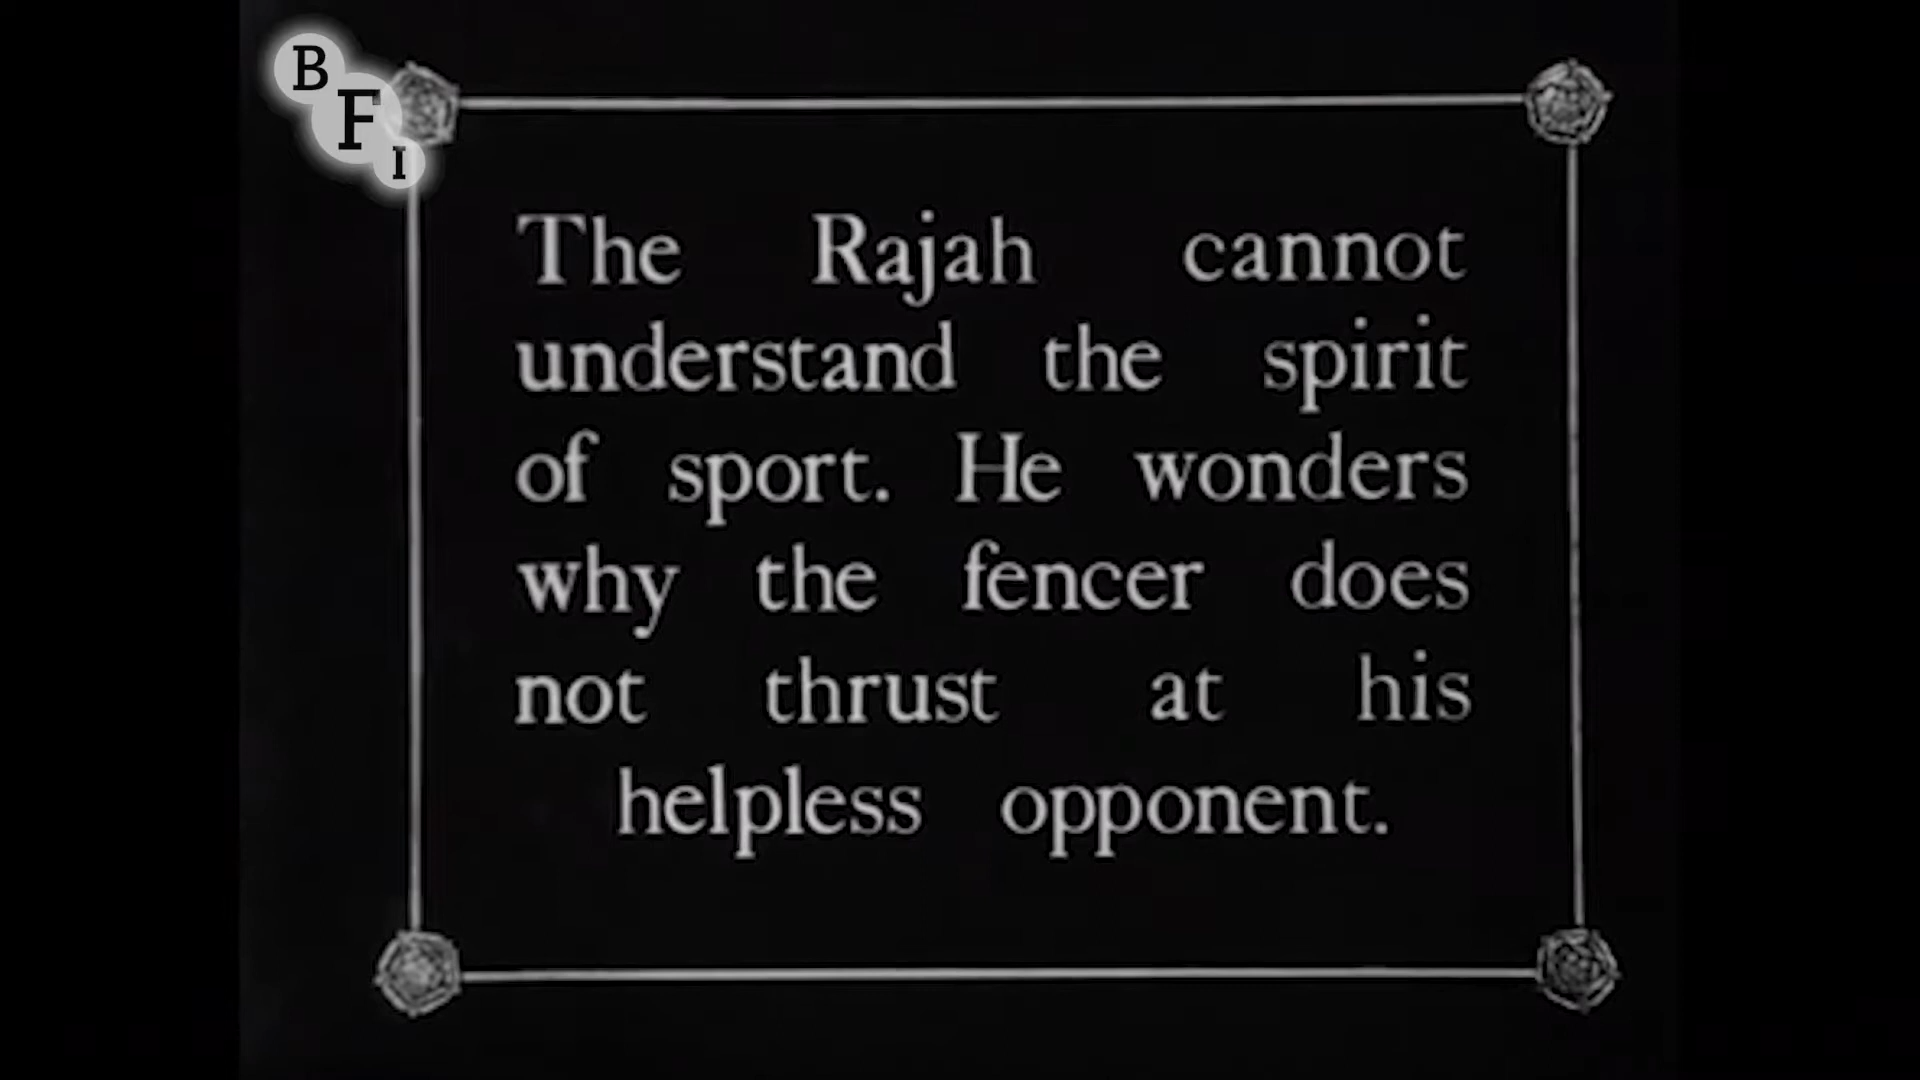 BFI
The Rajah cannot
understand the spirit
of sport. He wonders
why the fencer does
not thrust at his
helpless opponent.